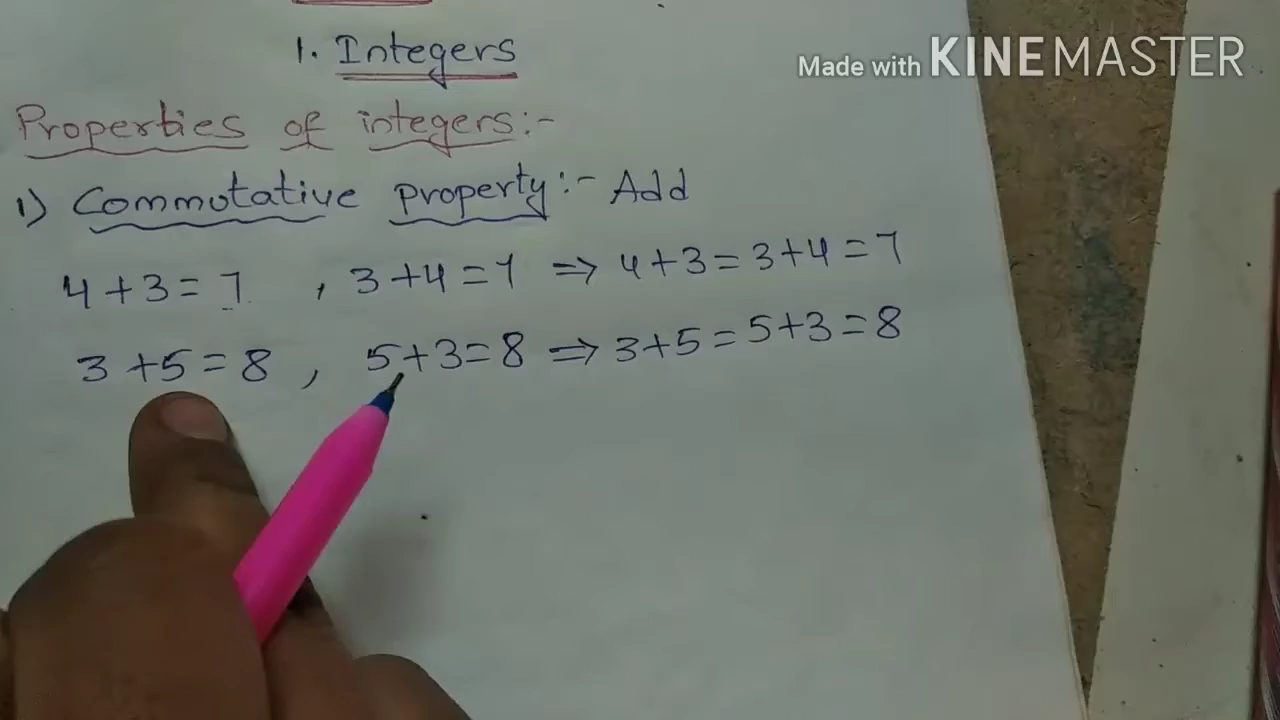 1. Integers
Made with KINEMASTER
Properties of integers:-
1) Commutative property:- Add
4+3=7 , 3+4=7 => 4+3=3+4=7
3+5=8 , 5+3=8 => 3+5=5+3=8